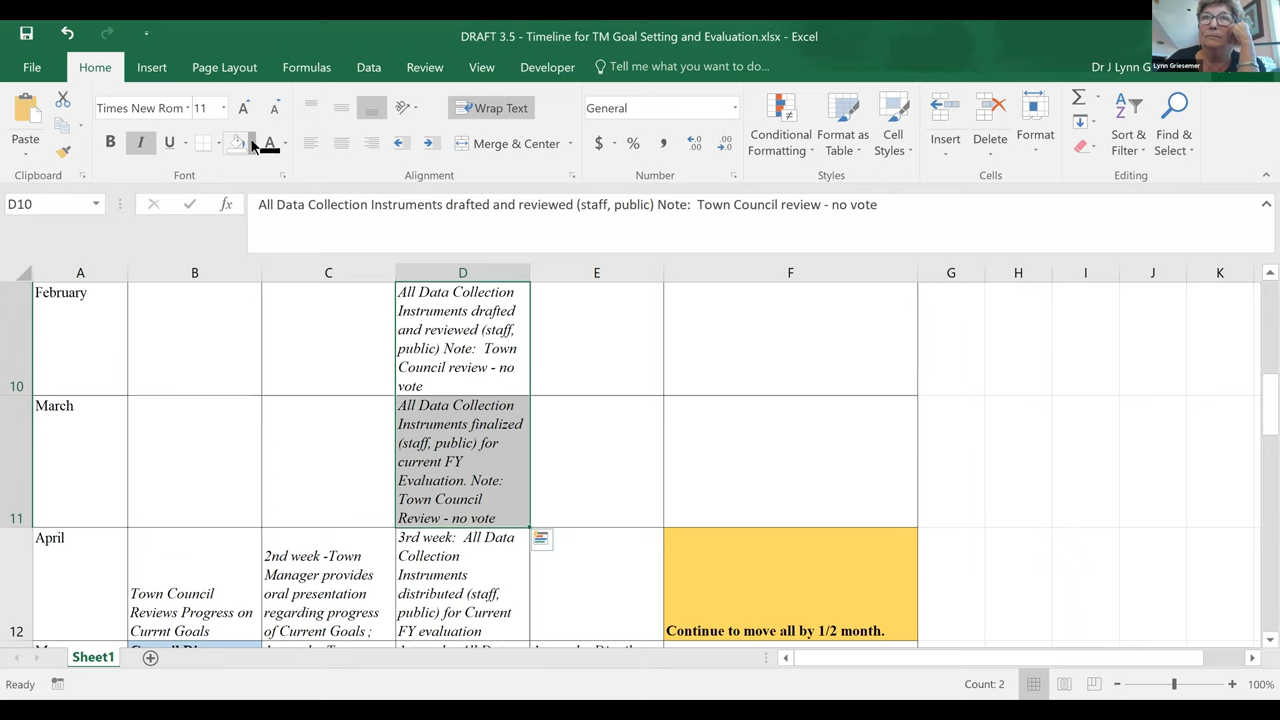 DRAFT 3.5 - Timeline for TM Goal Setting and Evaluation.xlsx - Excel
Lynn Griesemer
File
Home
Insert
Page Layout
Formulas
Data
Review
View
Developer
Tell me what you want to do...
Dr J Lynn G
Paste
Clipboard
Times New Rom
11
A
A
B
I
U
A
Font
Wrap Text
Merge & Center
Alignment
General
$
%
,
.00
.00
Number
Conditional
Formatting
Format as
Table
Cell
Styles
Styles
Insert
Delete
Format
Cells
Sort &
Filter
Find &
Select
Editing
D10
fx
All Data Collection Instruments drafted and reviewed (staff, public) Note: Town Council review - no vote
A
B
C
D
E
F
G
H
I
J
K
10
February
All Data Collection
Instruments drafted
and reviewed (staff,
public) Note: Town
Council review - no
vote
11
March
All Data Collection
Instruments finalized
(staff, public) for
current FY
Evaluation. Note:
Town Council
Review - no vote
12
April
Town Council
Reviews Progress on
Currnt Goals
2nd week -Town
Manager provides
oral presentation
regarding progress
of Current Goals ;
3rd week: All Data
Collection
Instruments
distributed (staff,
public) for Current
FY evaluation
Continue to move all by 1/2 month.
Sheet1
Ready
Count: 2
100%